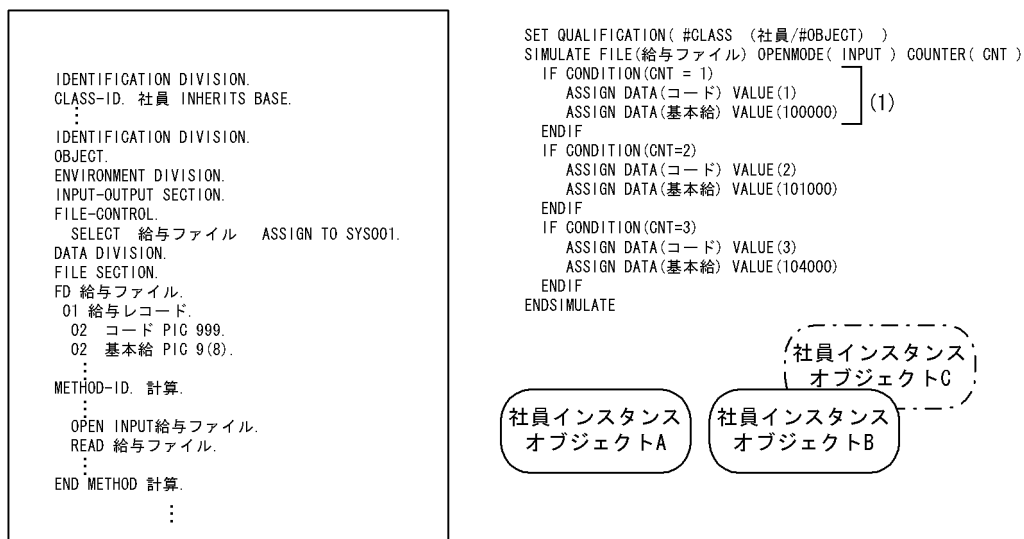 IDENTIFICATION DIVISION.
CLASS-ID. 社員 INHERITS BASE.
⋮
IDENTIFICATION DIVISION.
OBJECT.
ENVIRONMENT DIVISION.
INPUT-OUTPUT SECTION.
FILE-CONTROL.
SELECT 給与ファイル ASSIGN TO SYS001.
DATA DIVISION.
FILE SECTION.
FD 給与ファイル.
01 給与レコード.
02 コード PIC 999.
02 基本給 PIC 9(8).
⋮
METHOD-ID. 計算.
⋮
OPEN INPUT給与ファイル.
READ 給与ファイル.
⋮
END METHOD 計算.
⋮
SET QUALIFICATION( #CLASS (社員/#OBJECT) )
SIMULATE FILE(給与ファイル) OPENMODE( INPUT ) COUNTER( CNT )
IF CONDITION(CNT = 1)
ASSIGN DATA(コード) VALUE(1)
ASSIGN DATA(基本給) VALUE(100000)
(1)
ENDIF
IF CONDITION(CNT=2)
ASSIGN DATA(コード) VALUE(2)
ASSIGN DATA(基本給) VALUE(101000)
ENDIF
IF CONDITION(CNT=3)
ASSIGN DATA(コード) VALUE(3)
ASSIGN DATA(基本給) VALUE(104000)
ENDIF
ENDSIMULATE
社員インスタンス
オブジェクトC
社員インスタンス
オブジェクトA
社員インスタンス
オブジェクトB